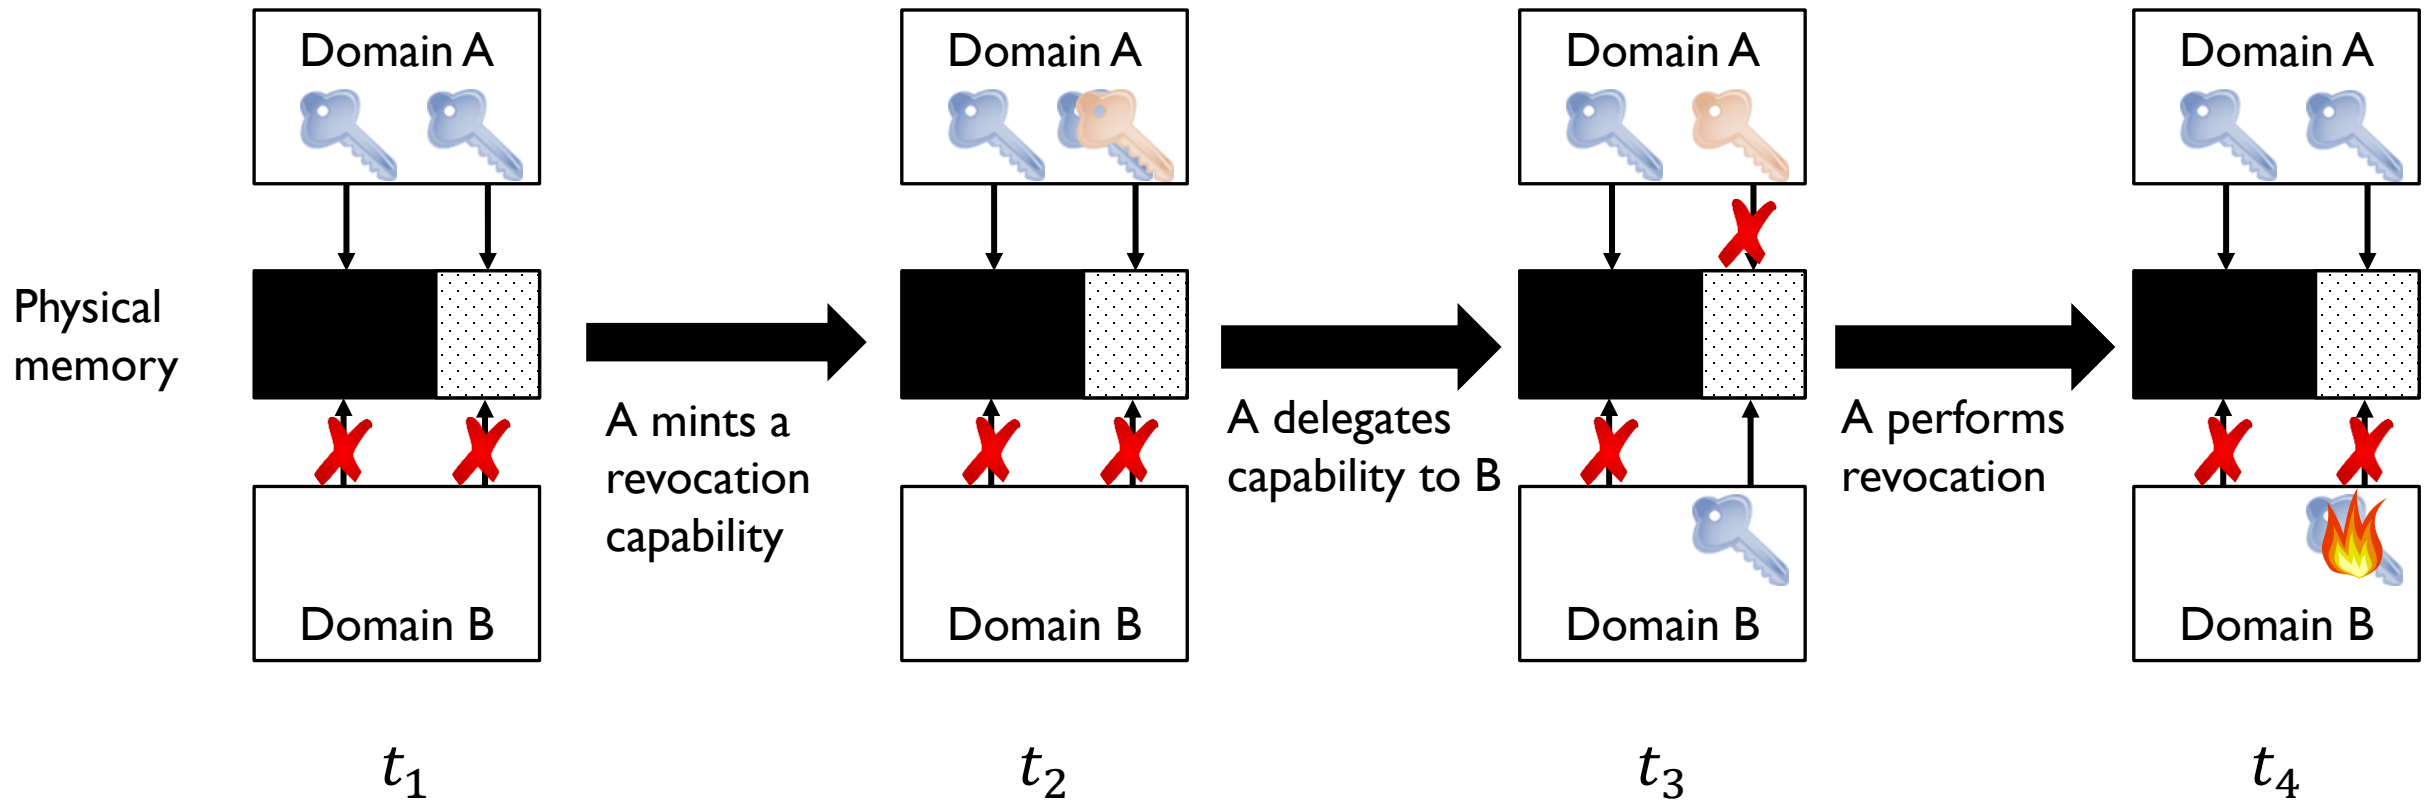 Domain A
Domain A
Domain A
Domain A
Physical
memory
A mints a
revocation
capability
A delegates
capability to B
A performs
revocation
Domain B
Domain B
Domain B
Domain B
t₁
t₂
t₃
t₄